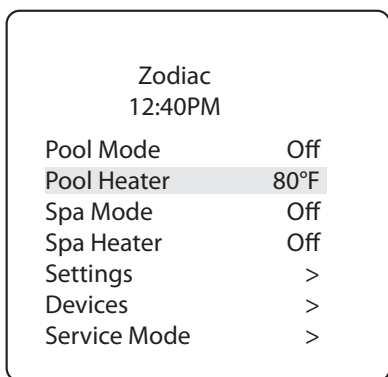 Zodiac
12:40PM
Pool Mode Off
Pool Heater 80°F
Spa Mode Off
Spa Heater Off
Settings >
Devices >
Service Mode >